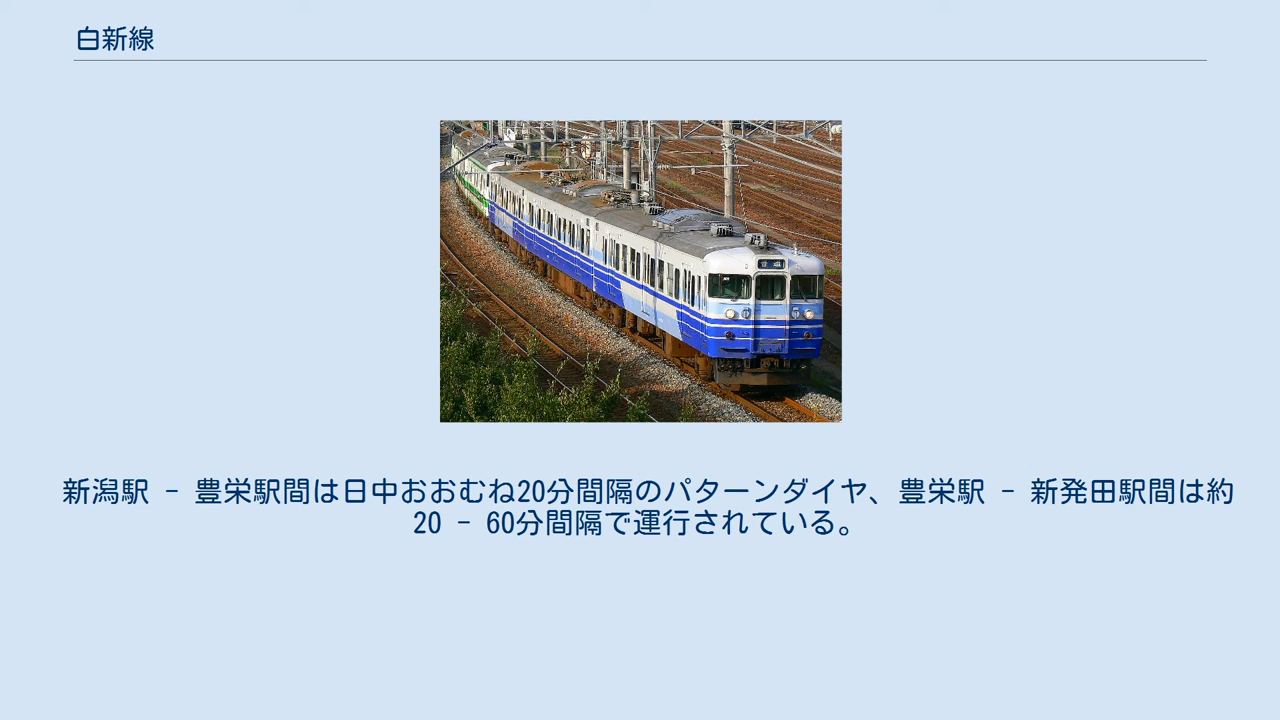 白新線
新潟駅 - 豊栄駅間は日中おおむね20分間隔のパターンダイヤ、豊栄駅 - 新発田駅間は約
20 - 60分間隔で運行されている。